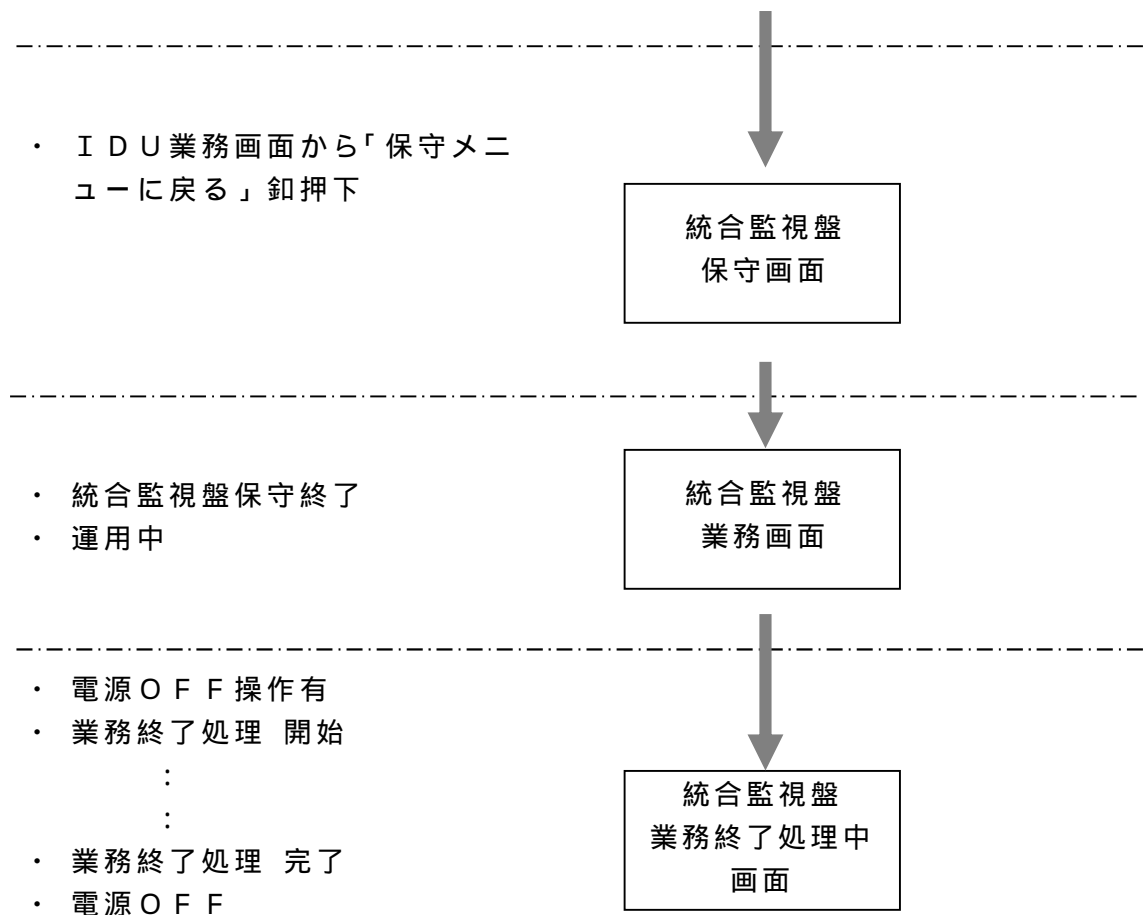 ・ ＩＤＵ業務画面から「保守メニ
ューに戻る」釦押下
統合監視盤
保守画面
・ 統合監視盤保守終了
・ 運用中
統合監視盤
業務画面
・ 電源ＯＦＦ操作有
・ 業務終了処理 開始
：
：
・ 業務終了処理 完了
・ 電源ＯＦＦ
統合監視盤
業務終了処理中
画面